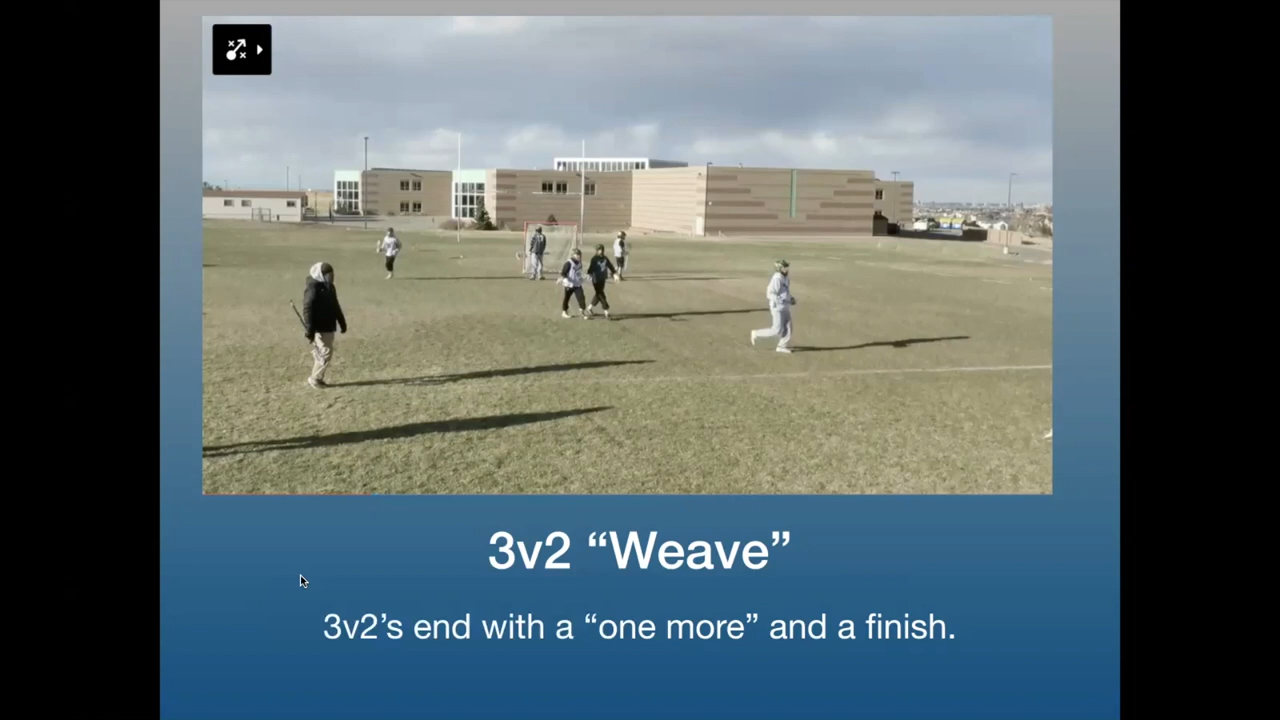 3v2 “Weave”
3v2’s end with a “one more” and a finish.